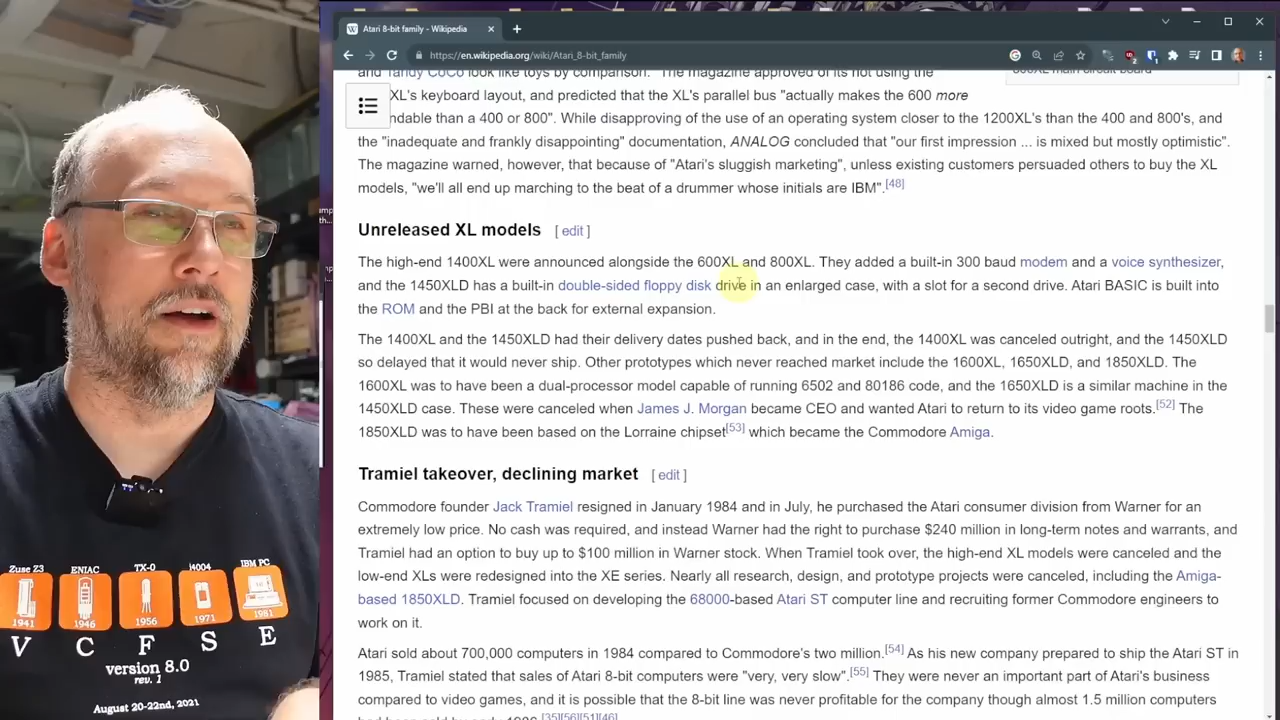 Atari 8-bit family - Wikipedia
https://en.wikipedia.org/wiki/Atari_8-bit_family
and Tandy CoCo look like toys by comparison." The magazine approved of its not using the
XL's keyboard layout, and predicted that the XL's parallel bus "actually makes the 600 more
ndable than a 400 or 800". While disapproving of the use of an operating system closer to the 1200XL's than the 400 and 800's, and
the "inadequate and frankly disappointing" documentation, ANALOG concluded that "our first impression ... is mixed but mostly optimistic".
The magazine warned, however, that because of "Atari's sluggish marketing", unless existing customers persuaded others to buy the XL
models, "we'll all end up marching to the beat of a drummer whose initials are IBM".[48]
Unreleased XL models [ edit ]
The high-end 1400XL were announced alongside the 600XL and 800XL. They added a built-in 300 baud modem and a voice synthesizer,
and the 1450XLD has a built-in double-sided floppy disk drive in an enlarged case, with a slot for a second drive. Atari BASIC is built into
the ROM and the PBI at the back for external expansion.
The 1400XL and the 1450XLD had their delivery dates pushed back, and in the end, the 1400XL was canceled outright, and the 1450XLD
so delayed that it would never ship. Other prototypes which never reached market include the 1600XL, 1650XLD, and 1850XLD. The
1600XL was to have been a dual-processor model capable of running 6502 and 80186 code, and the 1650XLD is a similar machine in the
1450XLD case. These were canceled when James J. Morgan became CEO and wanted Atari to return to its video game roots.[52] The
1850XLD was to have been based on the Lorraine chipset[53] which became the Commodore Amiga.
Tramiel takeover, declining market [ edit ]
Commodore founder Jack Tramiel resigned in January 1984 and in July, he purchased the Atari consumer division from Warner for an
extremely low price. No cash was required, and instead Warner had the right to purchase $240 million in long-term notes and warrants, and
Tramiel had an option to buy up to $100 million in Warner stock. When Tramiel took over, the high-end XL models were canceled and the
low-end XLs were redesigned into the XE series. Nearly all research, design, and prototype projects were canceled, including the Amiga-
based 1850XLD. Tramiel focused on developing the 68000-based Atari ST computer line and recruiting former Commodore engineers to
work on it.
Atari sold about 700,000 computers in 1984 compared to Commodore's two million.[54] As his new company prepared to ship the Atari ST in
1985, Tramiel stated that sales of Atari 8-bit computers were "very, very slow".[55] They were never an important part of Atari's business
compared to video games, and it is possible that the 8-bit line was never profitable for the company though almost 1.5 million computers
Zuse Z3 ENIAC TX-0 i4004 IBM PC
1941 1946 1956 1971 1981
V C F S E
version 8.0
rev. 1
August 20-22nd, 2021